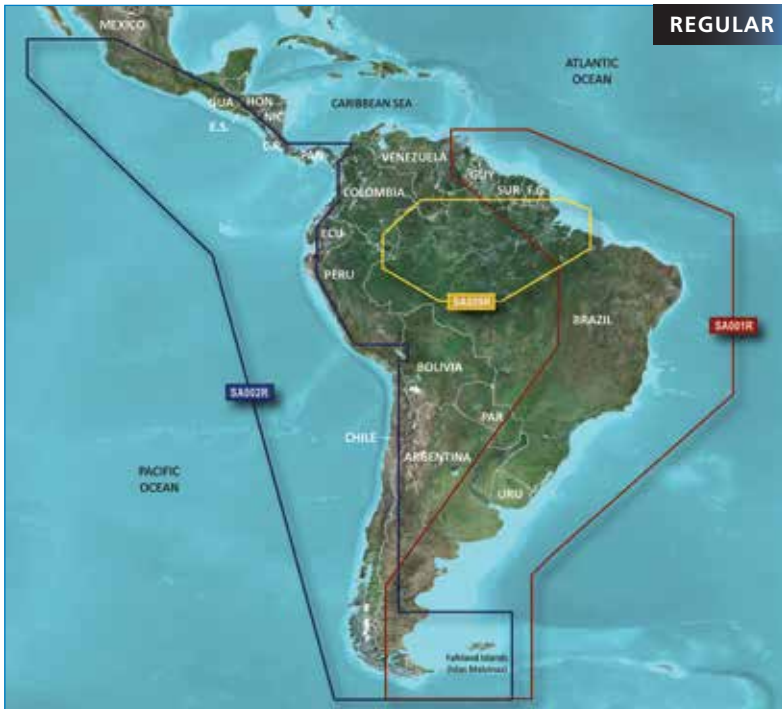 REGULAR
MEXICO
ATLANTIC
OCEAN
CARIBBEAN SEA
GUA
HON
NIC
E.S.
PAN
VENEZUELA
GUY
SUR
F.G.
COLOMBIA
ECU
PERU
BRAZIL
SA001R
BOLIVIA
SA002R
PAR
CHILE
ARGENTINA
PACIFIC
OCEAN
URU
Falkland Islands
(Islas Malvinas)